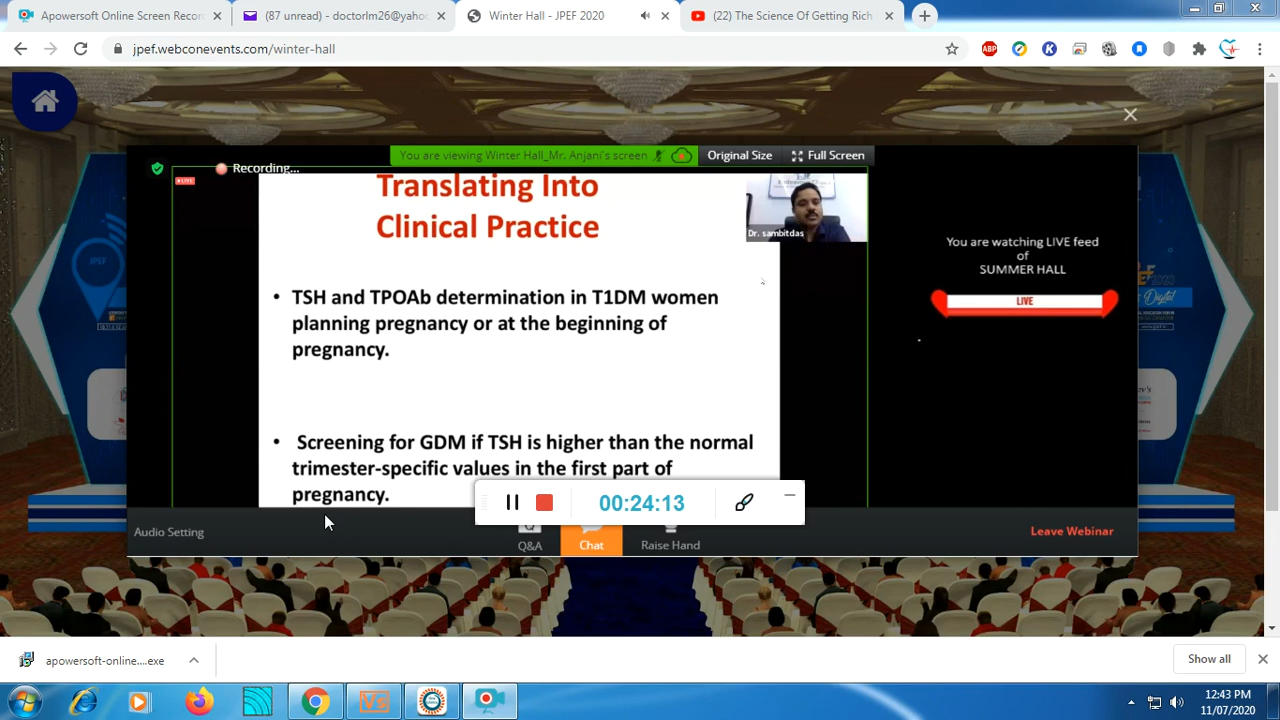 Apowersoft Online Screen Recor
(87 unread) - doctorlm26@yaho
Winter Hall - JPEF 2020
(22) The Science Of Getting Rich
jpef.webconevents.com/winter-hall
ABP
You are viewing Winter Hall_Mr. Anjani's screen
Original Size
Full Screen
Recording...
LIVE
Translating Into
Clinical Practice
Dr. sambitdas
TSH and TPOAb determination in T1DM women
planning pregnancy or at the beginning of
pregnancy.
Screening for GDM if TSH is higher than the normal
trimester-specific values in the first part of
pregnancy.
You are watching LIVE feed
of
SUMMER HALL
LIVE
JPEF
Digital
00:24:13
Audio Setting
Q&A
Chat
Raise Hand
Leave Webinar
apowersoft-online....exe
Show all
Vs
12:43 PM
11/07/2020